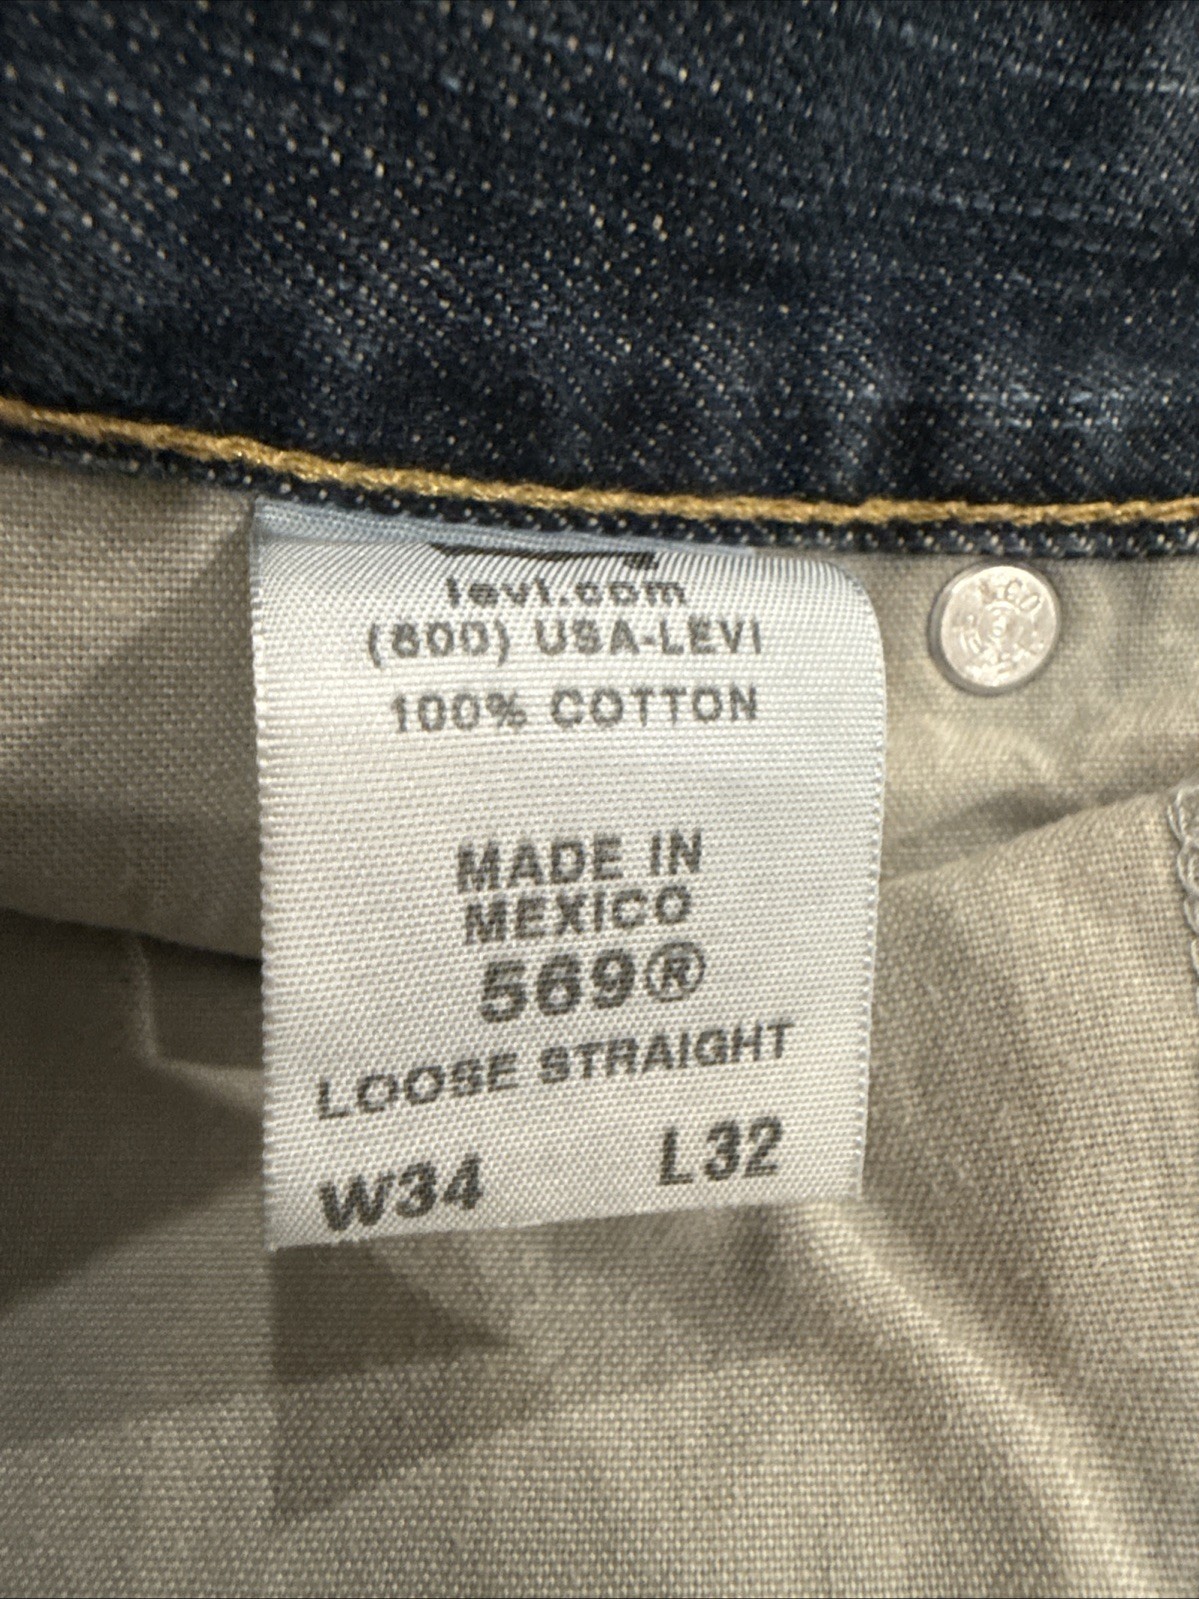 levi.com
(800) USA-LEVI
100% COTTON
MADE IN
MEXICO
569®
LOOSE STRAIGHT
W34 L32